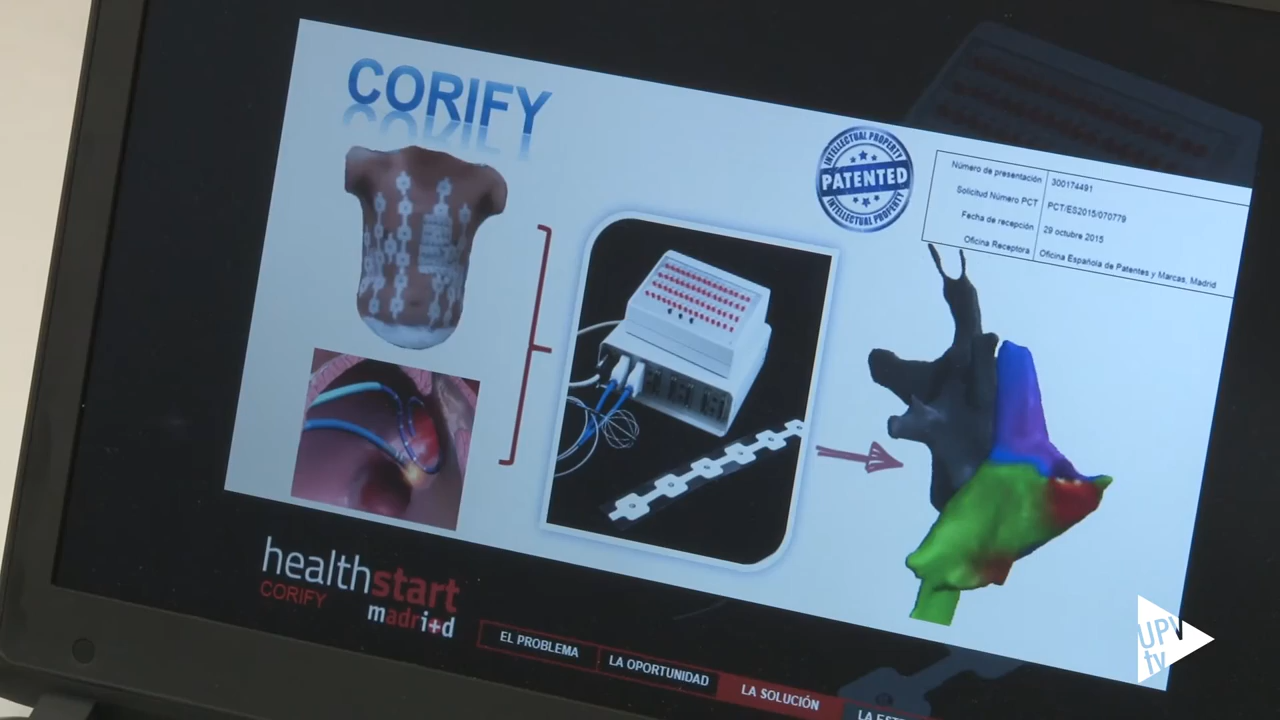 CORIFY
INTELLECTUAL PROPERTY
PATENTED
INTELLECTUAL PROPERTY
Número de presentación 300174491
Solicitud Número PCT PCT/ES2015/070779
Fecha de recepción 29 octubre 2015
Oficina Receptora Oficina Española de Patentes y Marcas, Madrid
healthstart
CORIFY
madri+d
EL PROBLEMA
LA OPORTUNIDAD
LA SOLUCIÓN
UPV
tv